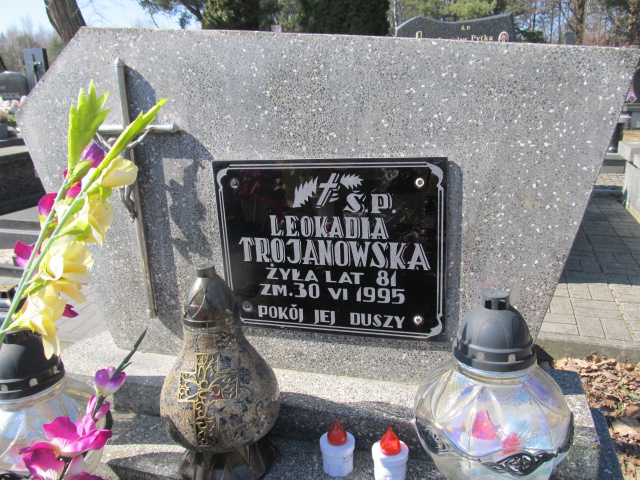 Ś.P.
LEOKADIA
TROJANOWSKA
ŻYŁA LAT 81
ZM. 30 VI 1995
POKÓJ JEJ DUSZY